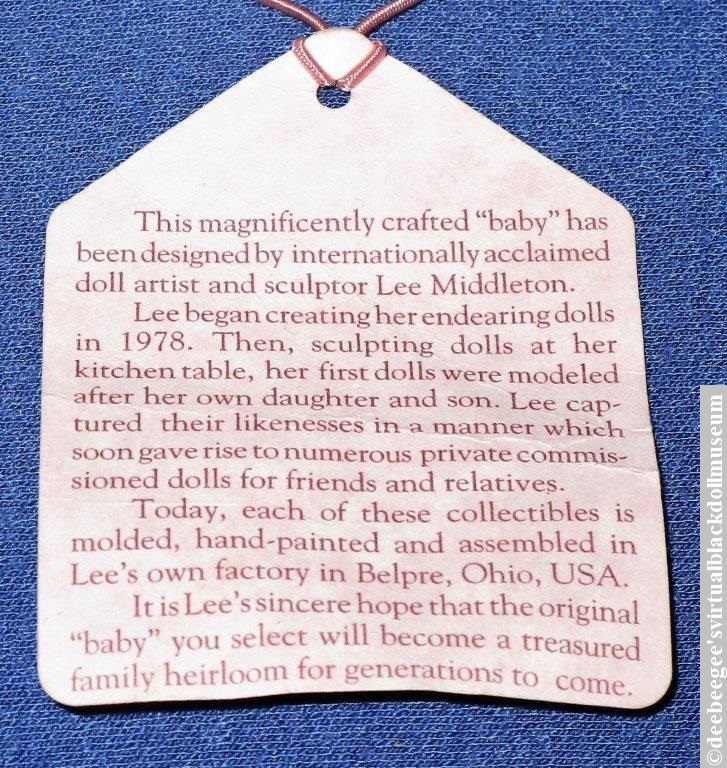 This magnificently crafted “baby” has
been designed by internationally acclaimed
doll artist and sculptor Lee Middleton.
Lee began creating her endearing dolls
in 1978. Then, sculpting dolls at her
kitchen table, her first dolls were modeled
after her own daughter and son. Lee cap-
tured their likenesses in a manner which
soon gave rise to numerous private commis-
sioned dolls for friends and relatives.
Today, each of these collectibles is
molded, hand-painted and assembled in
Lee’s own factory in Belpre, Ohio, USA.
It is Lee’s sincere hope that the original
“baby” you select will become a treasured
family heirloom for generations to come.
©deebeegee'svirtualblackdollmuseum